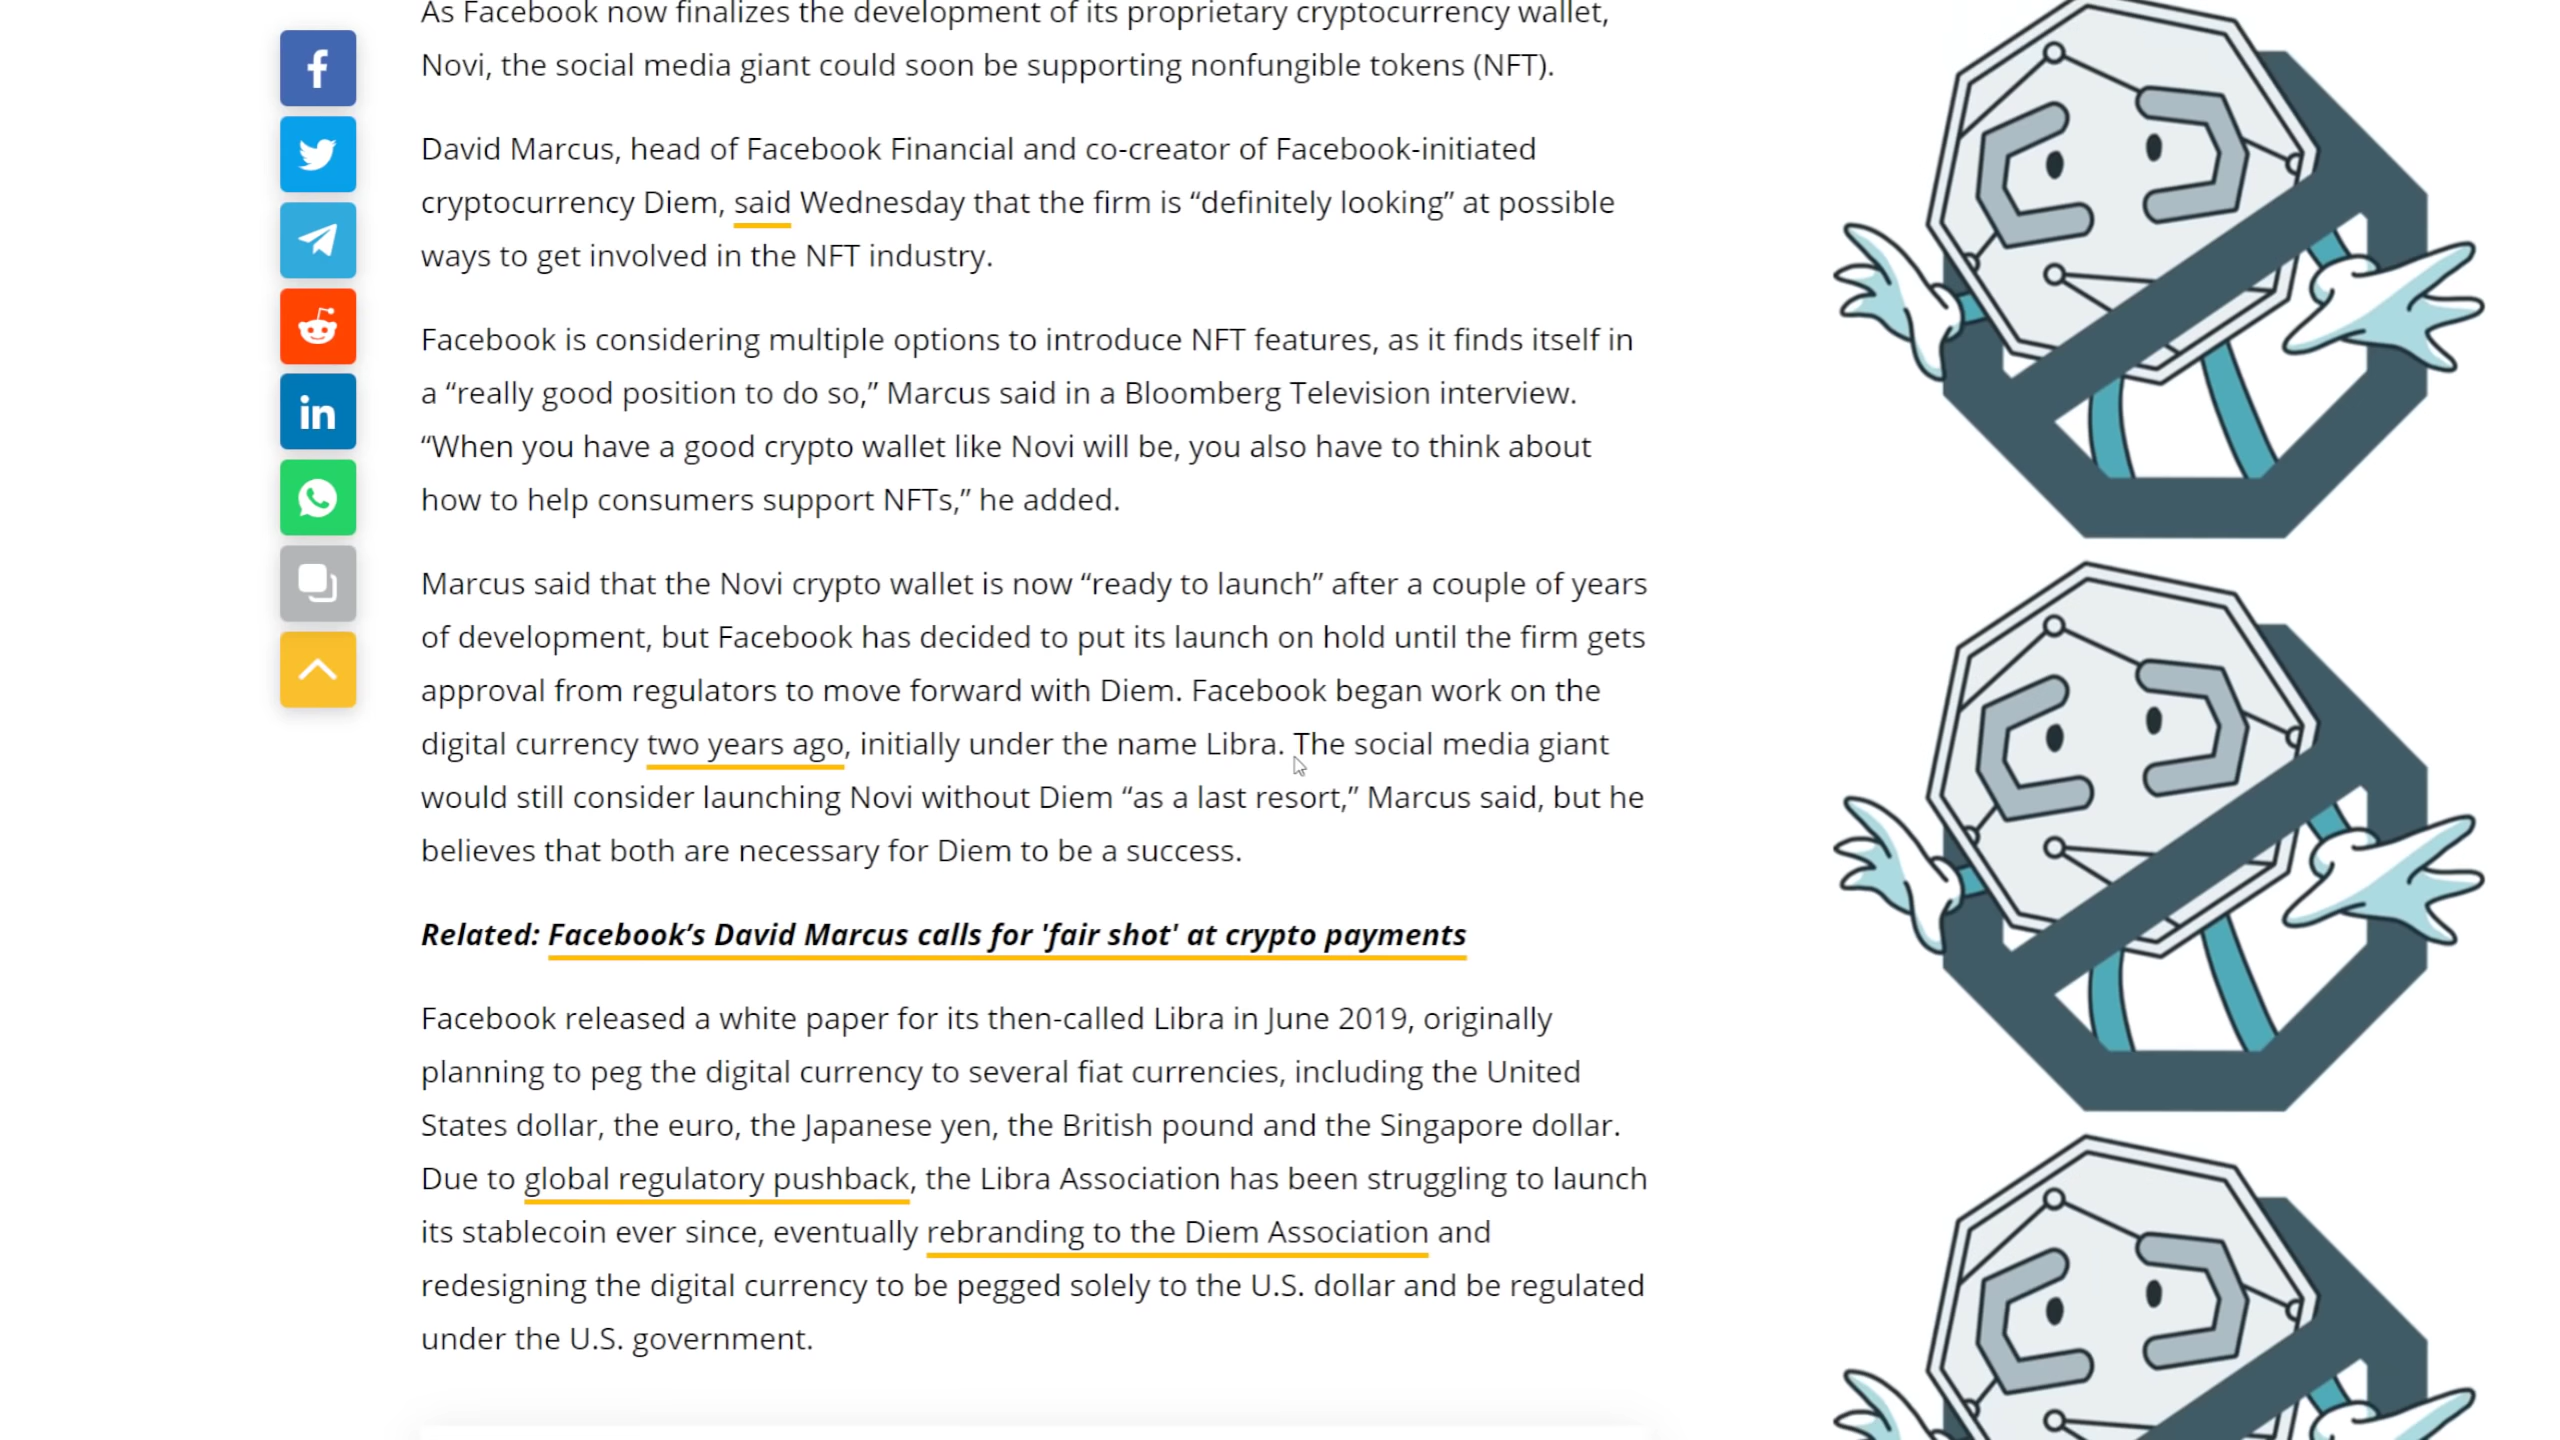 As Facebook now finalizes the development of its proprietary cryptocurrency wallet,
Novi, the social media giant could soon be supporting nonfungible tokens (NFT).
David Marcus, head of Facebook Financial and co-creator of Facebook-initiated
cryptocurrency Diem, said Wednesday that the firm is “definitely looking” at possible
ways to get involved in the NFT industry.
Facebook is considering multiple options to introduce NFT features, as it finds itself in
a “really good position to do so,” Marcus said in a Bloomberg Television interview.
“When you have a good crypto wallet like Novi will be, you also have to think about
how to help consumers support NFTs,” he added.
Marcus said that the Novi crypto wallet is now “ready to launch” after a couple of years
of development, but Facebook has decided to put its launch on hold until the firm gets
approval from regulators to move forward with Diem. Facebook began work on the
digital currency two years ago, initially under the name Libra. The social media giant
would still consider launching Novi without Diem “as a last resort,” Marcus said, but he
believes that both are necessary for Diem to be a success.
Related: Facebook’s David Marcus calls for 'fair shot' at crypto payments
Facebook released a white paper for its then-called Libra in June 2019, originally
planning to peg the digital currency to several fiat currencies, including the United
States dollar, the euro, the Japanese yen, the British pound and the Singapore dollar.
Due to global regulatory pushback, the Libra Association has been struggling to launch
its stablecoin ever since, eventually rebranding to the Diem Association and
redesigning the digital currency to be pegged solely to the U.S. dollar and be regulated
under the U.S. government.